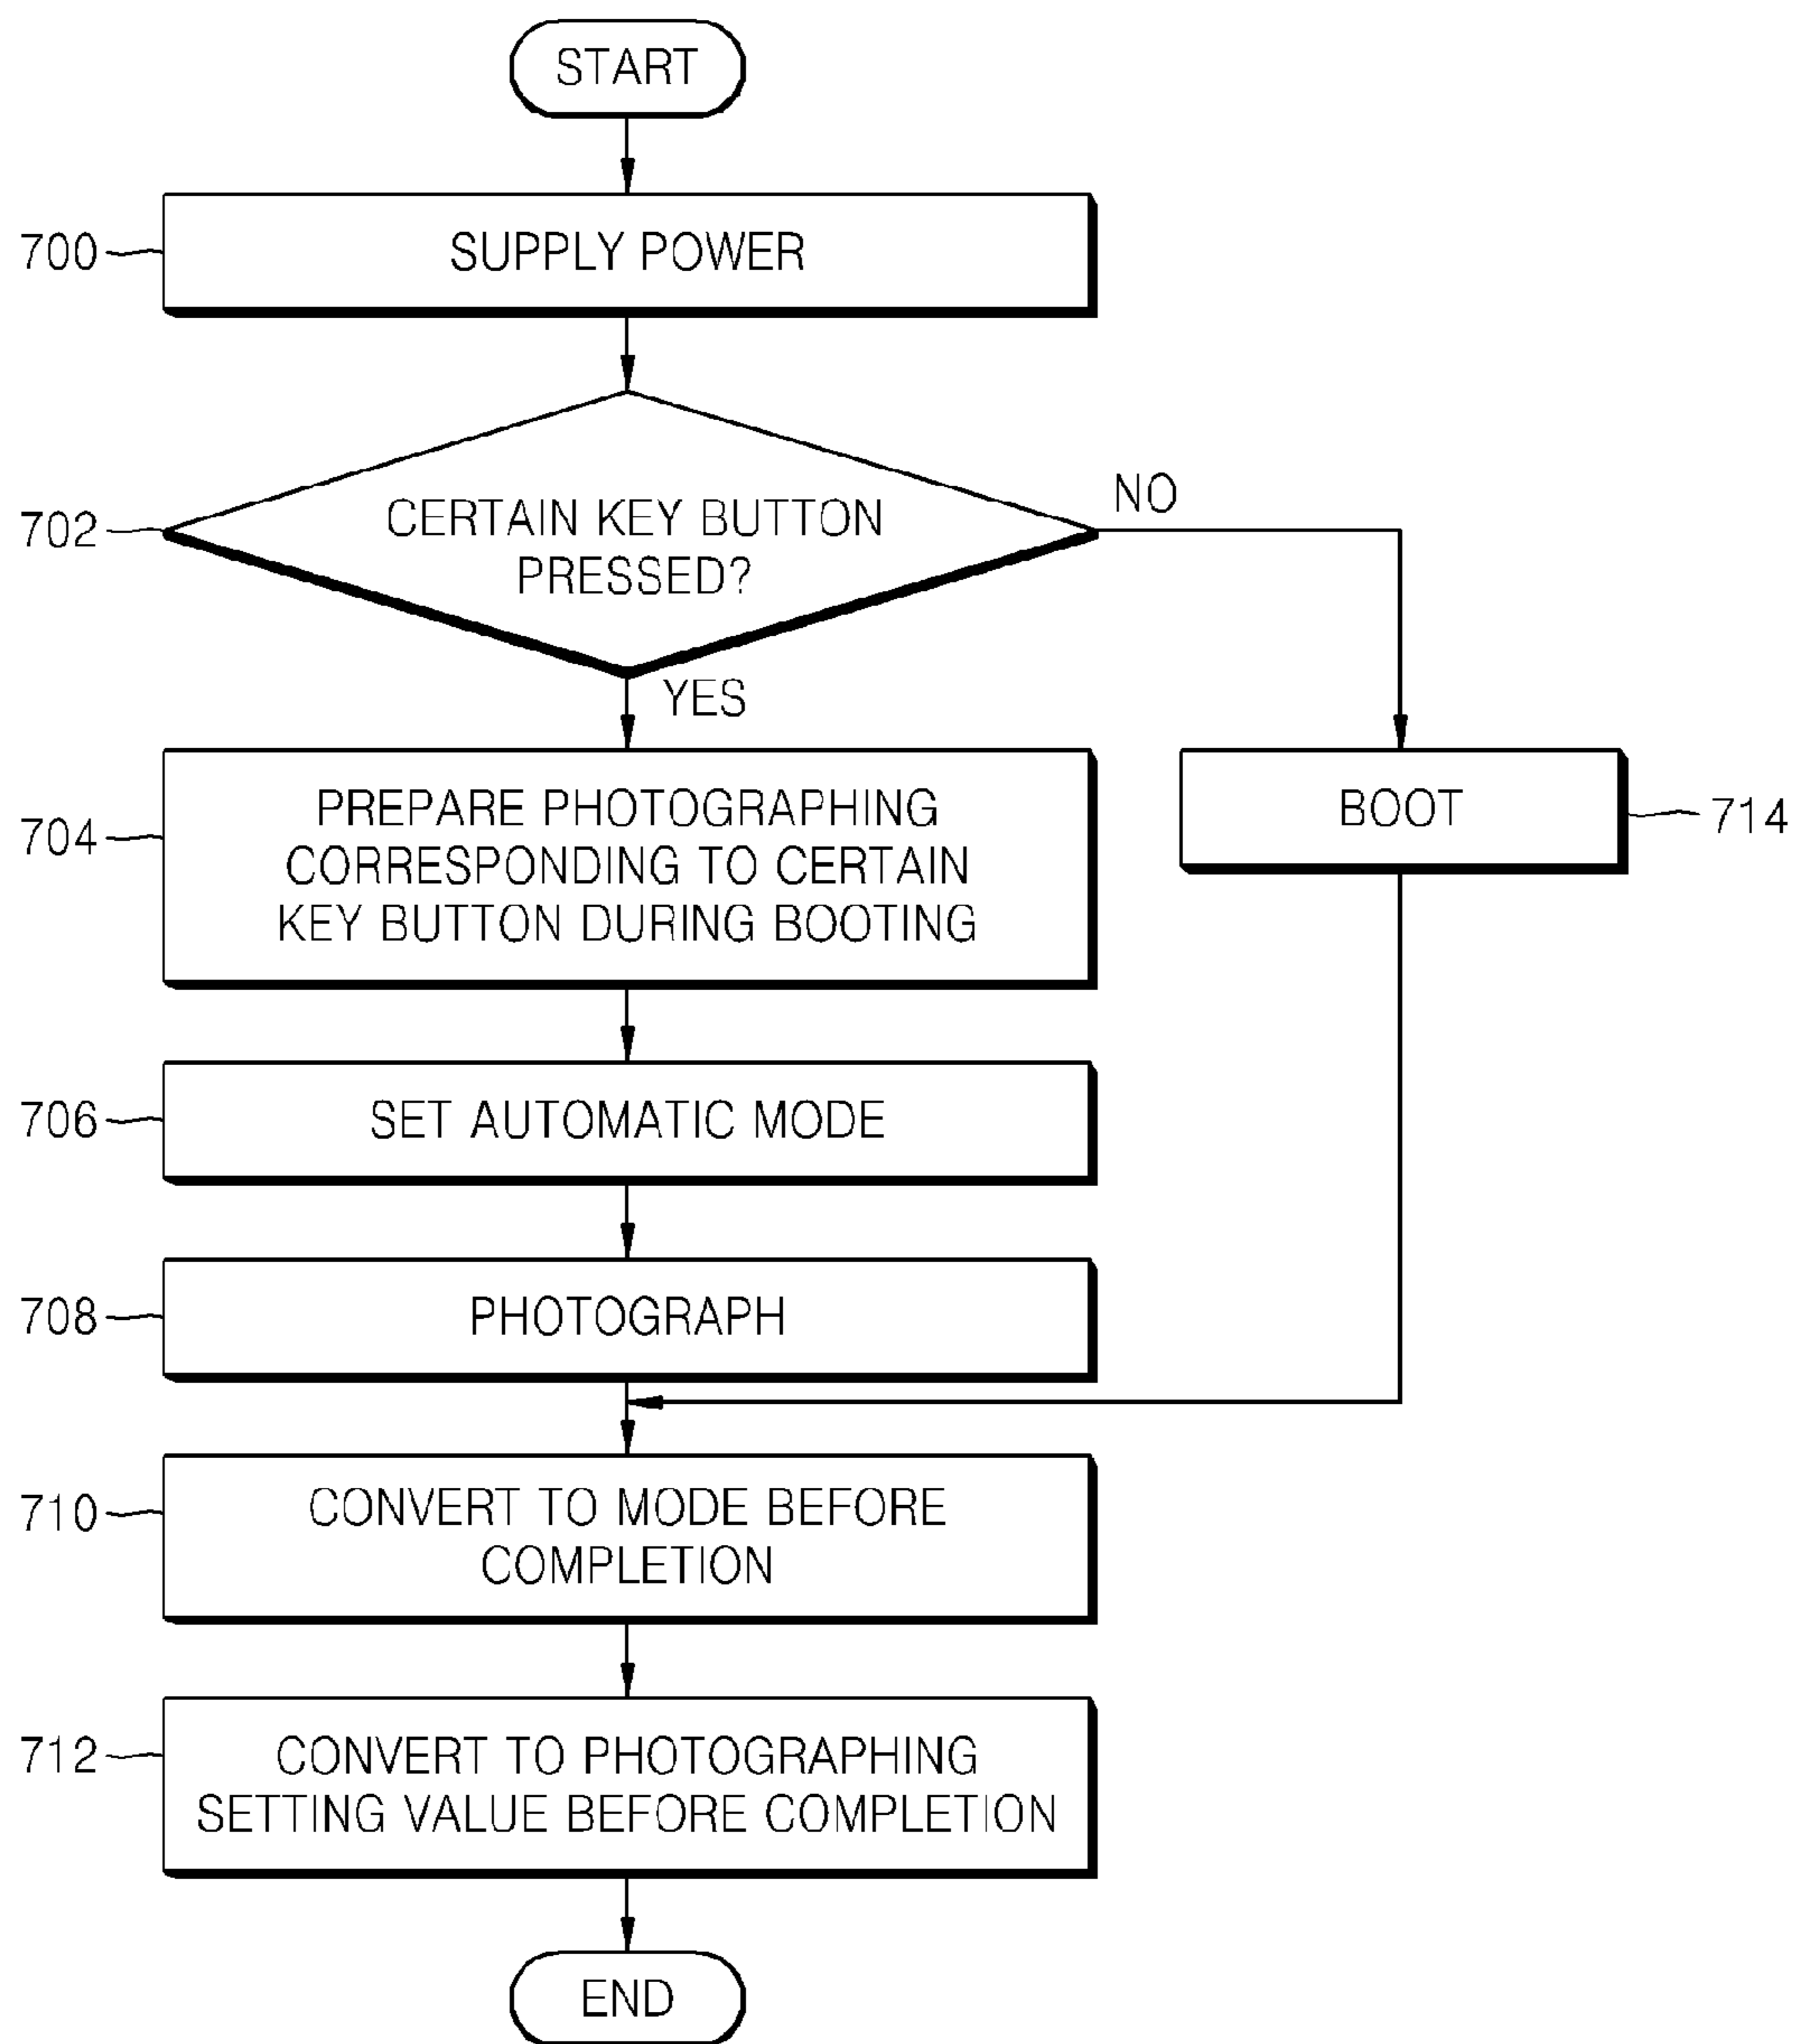 START
700
SUPPLY POWER
702
CERTAIN KEY BUTTON
PRESSED?
NO
YES
704
PREPARE PHOTOGRAPHING
CORRESPONDING TO CERTAIN
KEY BUTTON DURING BOOTING
BOOT
714
706
SET AUTOMATIC MODE
708
PHOTOGRAPH
710
CONVERT TO MODE BEFORE
COMPLETION
712
CONVERT TO PHOTOGRAPHING
SETTING VALUE BEFORE COMPLETION
END